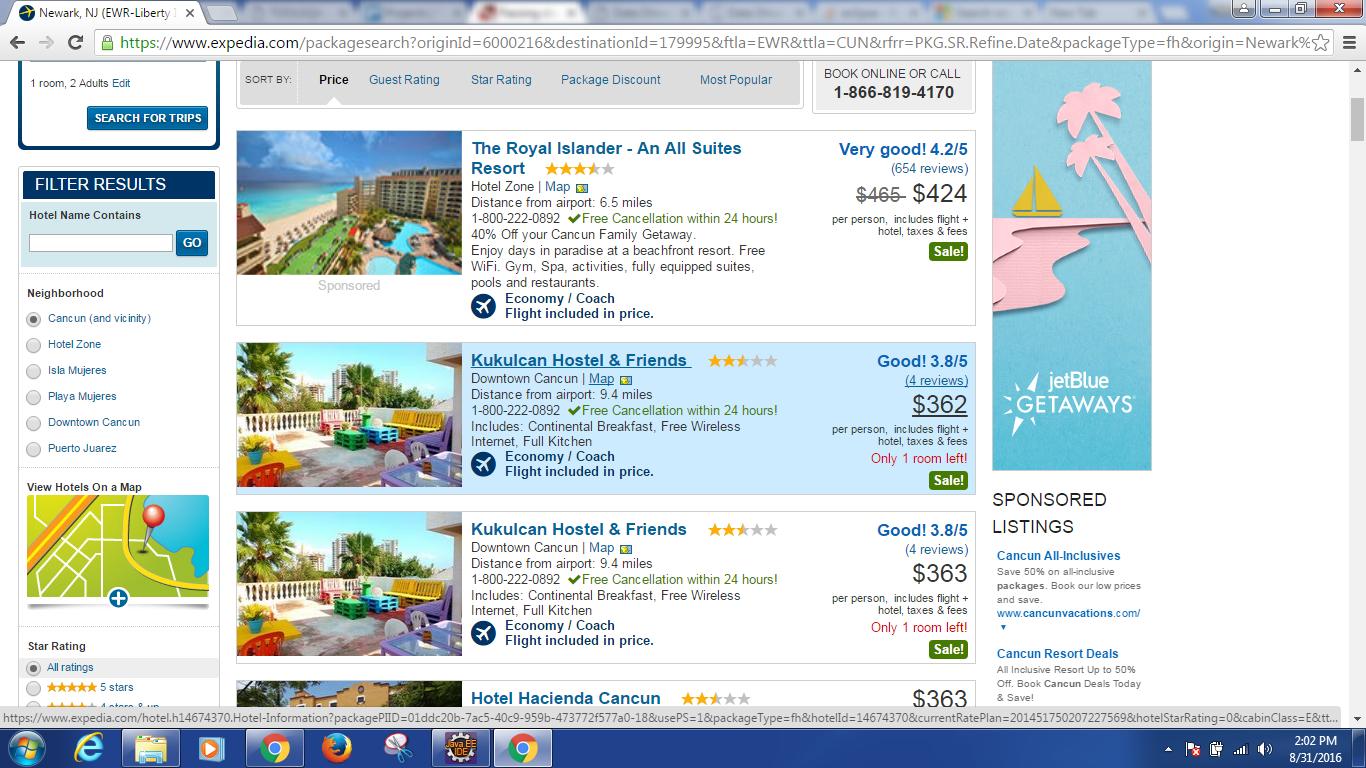 Newark, NJ (EWR-Liberty
https://www.expedia.com/packagesearch?originId=6000216&destinationId=179995&ftla=EWR&ttla=CUN&rfrr=PKG.SR.Refine.Date&packageType=fh&origin=Newark%
1 room, 2 Adults Edit
SEARCH FOR TRIPS
SORT BY: Price Guest Rating Star Rating Package Discount Most Popular
BOOK ONLINE OR CALL
1-866-819-4170
FILTER RESULTS
Hotel Name Contains
GO
Neighborhood
Cancun (and vicinity)
Hotel Zone
Isla Mujeres
Playa Mujeres
Downtown Cancun
Puerto Juarez
View Hotels On a Map
Star Rating
All ratings
5 stars
4 stars & up
The Royal Islander - An All Suites
Resort
Hotel Zone | Map
Distance from airport: 6.5 miles
1-800-222-0892 Free Cancellation within 24 hours!
40% Off your Cancun Family Getaway.
Enjoy days in paradise at a beachfront resort. Free
WiFi. Gym, Spa, activities, fully equipped suites,
pools and restaurants.
Economy / Coach
Flight included in price.
Sponsored
Very good! 4.2/5
(654 reviews)
$465 $424
per person, includes flight +
hotel, taxes & fees
Sale!
Kukulcan Hostel & Friends
Downtown Cancun | Map
Distance from airport: 9.4 miles
1-800-222-0892 Free Cancellation within 24 hours!
Includes: Continental Breakfast, Free Wireless
Internet, Full Kitchen
Economy / Coach
Flight included in price.
Good! 3.8/5
(4 reviews)
$362
per person, includes flight +
hotel, taxes & fees
Only 1 room left!
Sale!
Kukulcan Hostel & Friends
Downtown Cancun | Map
Distance from airport: 9.4 miles
1-800-222-0892 Free Cancellation within 24 hours!
Includes: Continental Breakfast, Free Wireless
Internet, Full Kitchen
Economy / Coach
Flight included in price.
Good! 3.8/5
(4 reviews)
$363
per person, includes flight +
hotel, taxes & fees
Only 1 room left!
Sale!
Hotel Hacienda Cancun
$363
jetBlue
GETAWAYS
SPONSORED
LISTINGS
Cancun All-Inclusives
Save 50% on all-inclusive
packages. Book our low prices
and save.
www.cancunvacations.com/
Cancun Resort Deals
All Inclusive Resort Up to 50%
Off. Book Cancun Deals Today
& Save!
https://www.expedia.com/hotel.h14674370.Hotel-Information?packagePIID=01ddc20b-7ac5-40c9-959b-473772f577a0-18&usePS=1&packageType=fh&hotelId=14674370&currentRatePlan=201451750207227569&hotelStarRating=0&cabinClass=E&tt...
Java EE
IDE
2:02 PM
8/31/2016